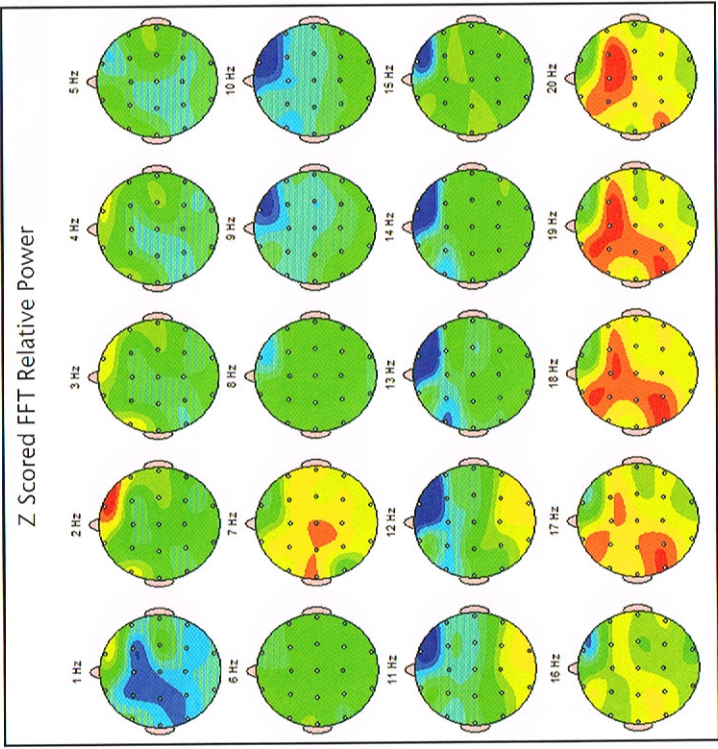 Z Scored FFT Relative Power
1 Hz 2 Hz 3 Hz 4 Hz 5 Hz
6 Hz 7 Hz 8 Hz 9 Hz 10 Hz
11 Hz 12 Hz 13 Hz 14 Hz 15 Hz
16 Hz 17 Hz 18 Hz 19 Hz 20 Hz